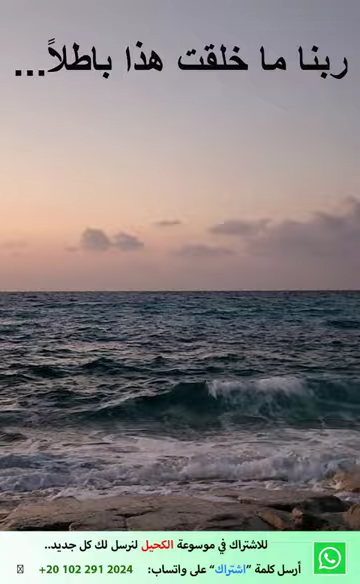 ربنا ما خلقت هذا باطلاً...
للاشتراك في موسوعة الكحيل لنرسل لك كل جديد..
أرسل كلمة "اشتراك" على واتساب: +20 102 291 2024